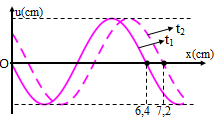 u(cm)
t₂
t₁
x(cm)
O
6,4 7,2